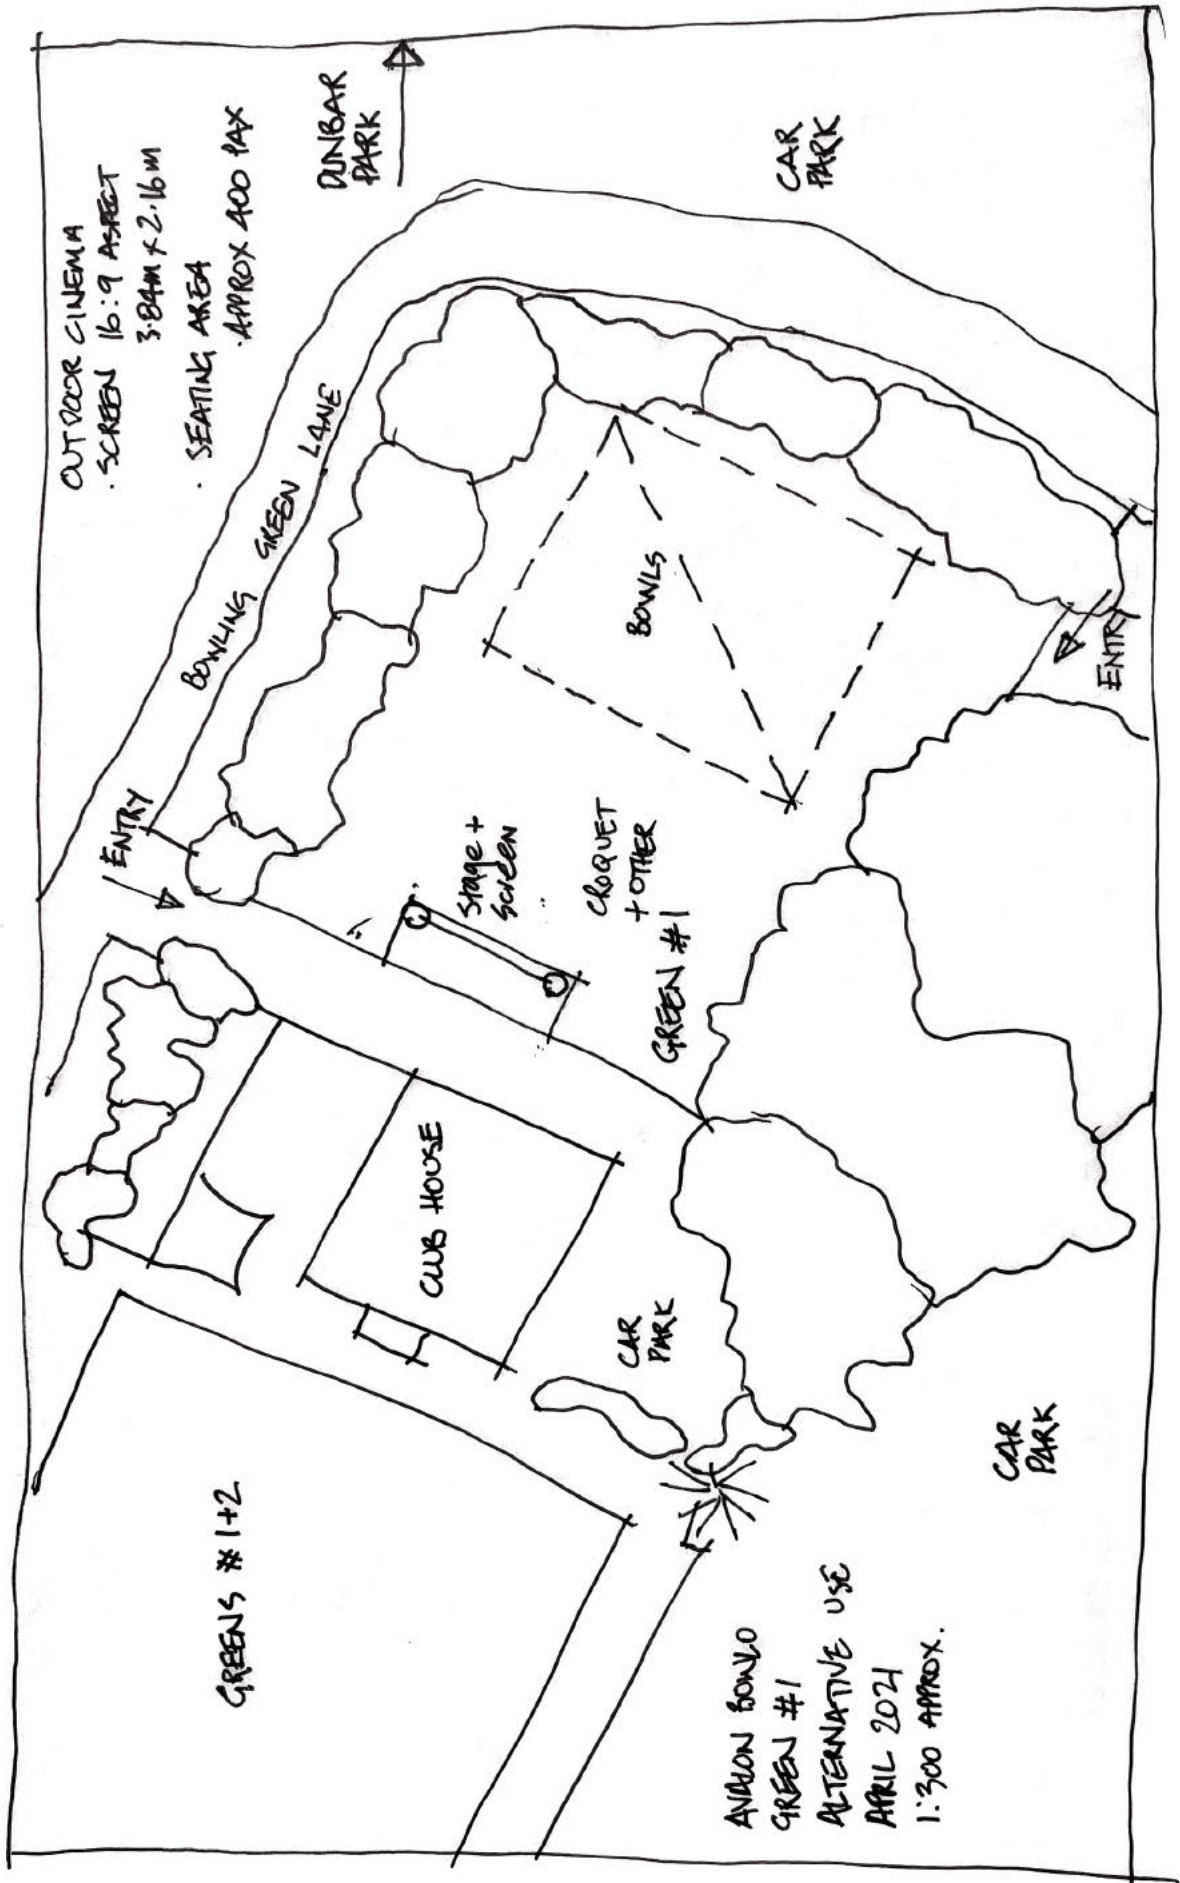 OUTDOOR CINEMA
· SCREEN 16:9 ASPECT
3.84M × 2.16M
· SEATING AREA
· APPROX 400 PAX
DUNBAR
PARK
CAR
PARK
BOWLING GREEN LANE
ENTRY
BOWLS
ENTRY
Stage +
Screen
CROQUET
+ OTHER
GREEN #1
CLUB HOUSE
CAR
PARK
CAR
PARK
GREENS # 1+2
AVALON BOWLO
GREEN #1
ALTERNATIVE USE
APRIL 2021
1:300 APPROX.